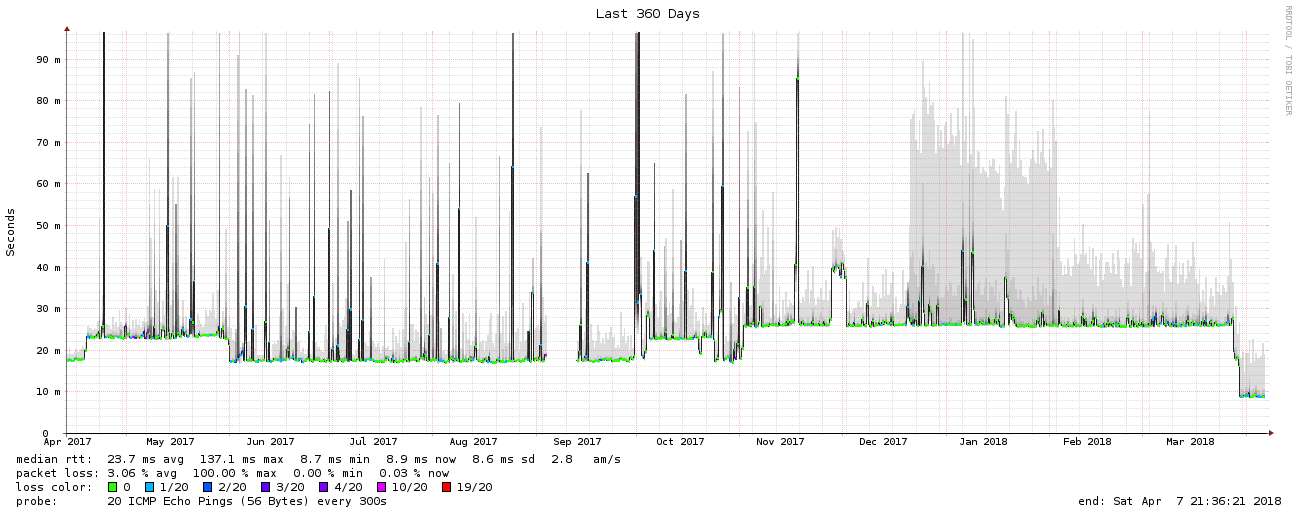 Last 360 Days
RRDTOOL / TOBI OETIKER
Seconds
90 m
80 m
70 m
60 m
50 m
40 m
30 m
20 m
10 m
0
Apr 2017 May 2017 Jun 2017 Jul 2017 Aug 2017 Sep 2017 Oct 2017 Nov 2017 Dec 2017 Jan 2018 Feb 2018 Mar 2018
median rtt: 23.7 ms avg 137.1 ms max 8.7 ms min 8.9 ms now 8.6 ms sd 2.8 am/s
packet loss: 3.06 % avg 100.00 % max 0.00 % min 0.03 % now
loss color: 0 1/20 2/20 3/20 4/20 10/20 19/20
probe: 20 ICMP Echo Pings (56 Bytes) every 300s end: Sat Apr 7 21:36:21 2018